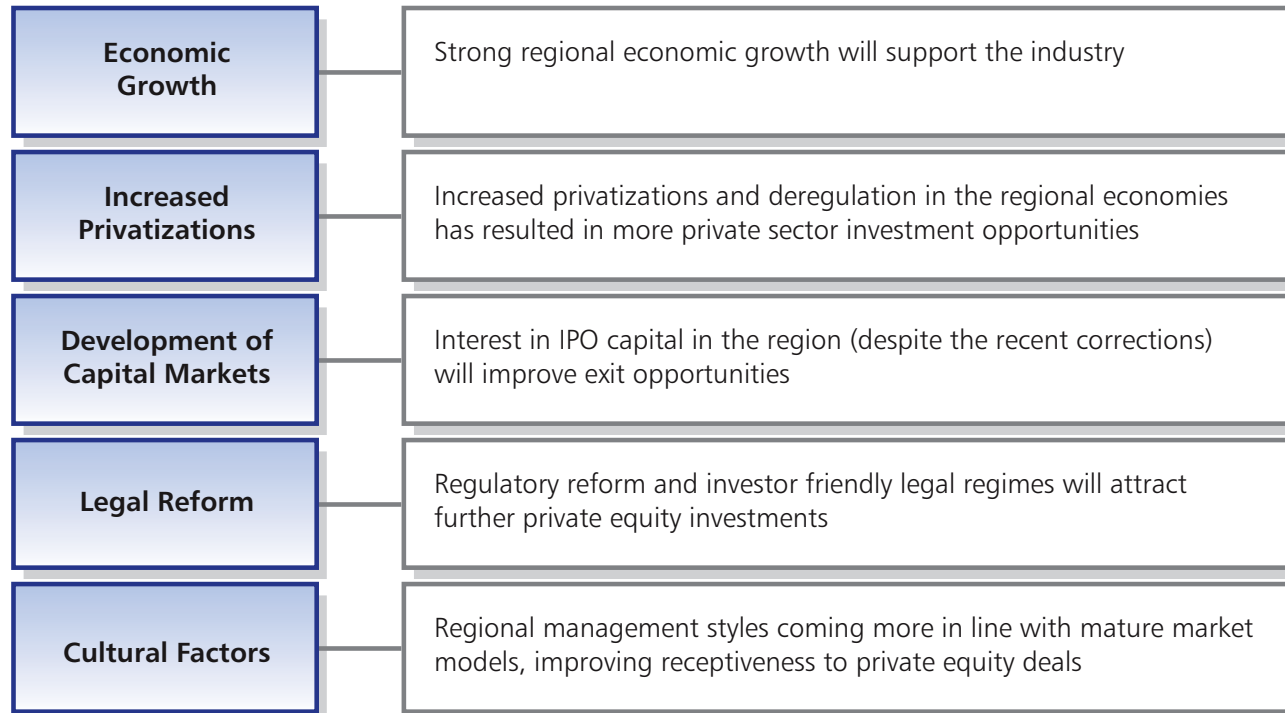 Economic
Growth
Strong regional economic growth will support the industry
Increased
Privatizations
Increased privatizations and deregulation in the regional economies
has resulted in more private sector investment opportunities
Development of
Capital Markets
Interest in IPO capital in the region (despite the recent corrections)
will improve exit opportunities
Legal Reform
Regulatory reform and investor friendly legal regimes will attract
further private equity investments
Cultural Factors
Regional management styles coming more in line with mature market
models, improving receptiveness to private equity deals